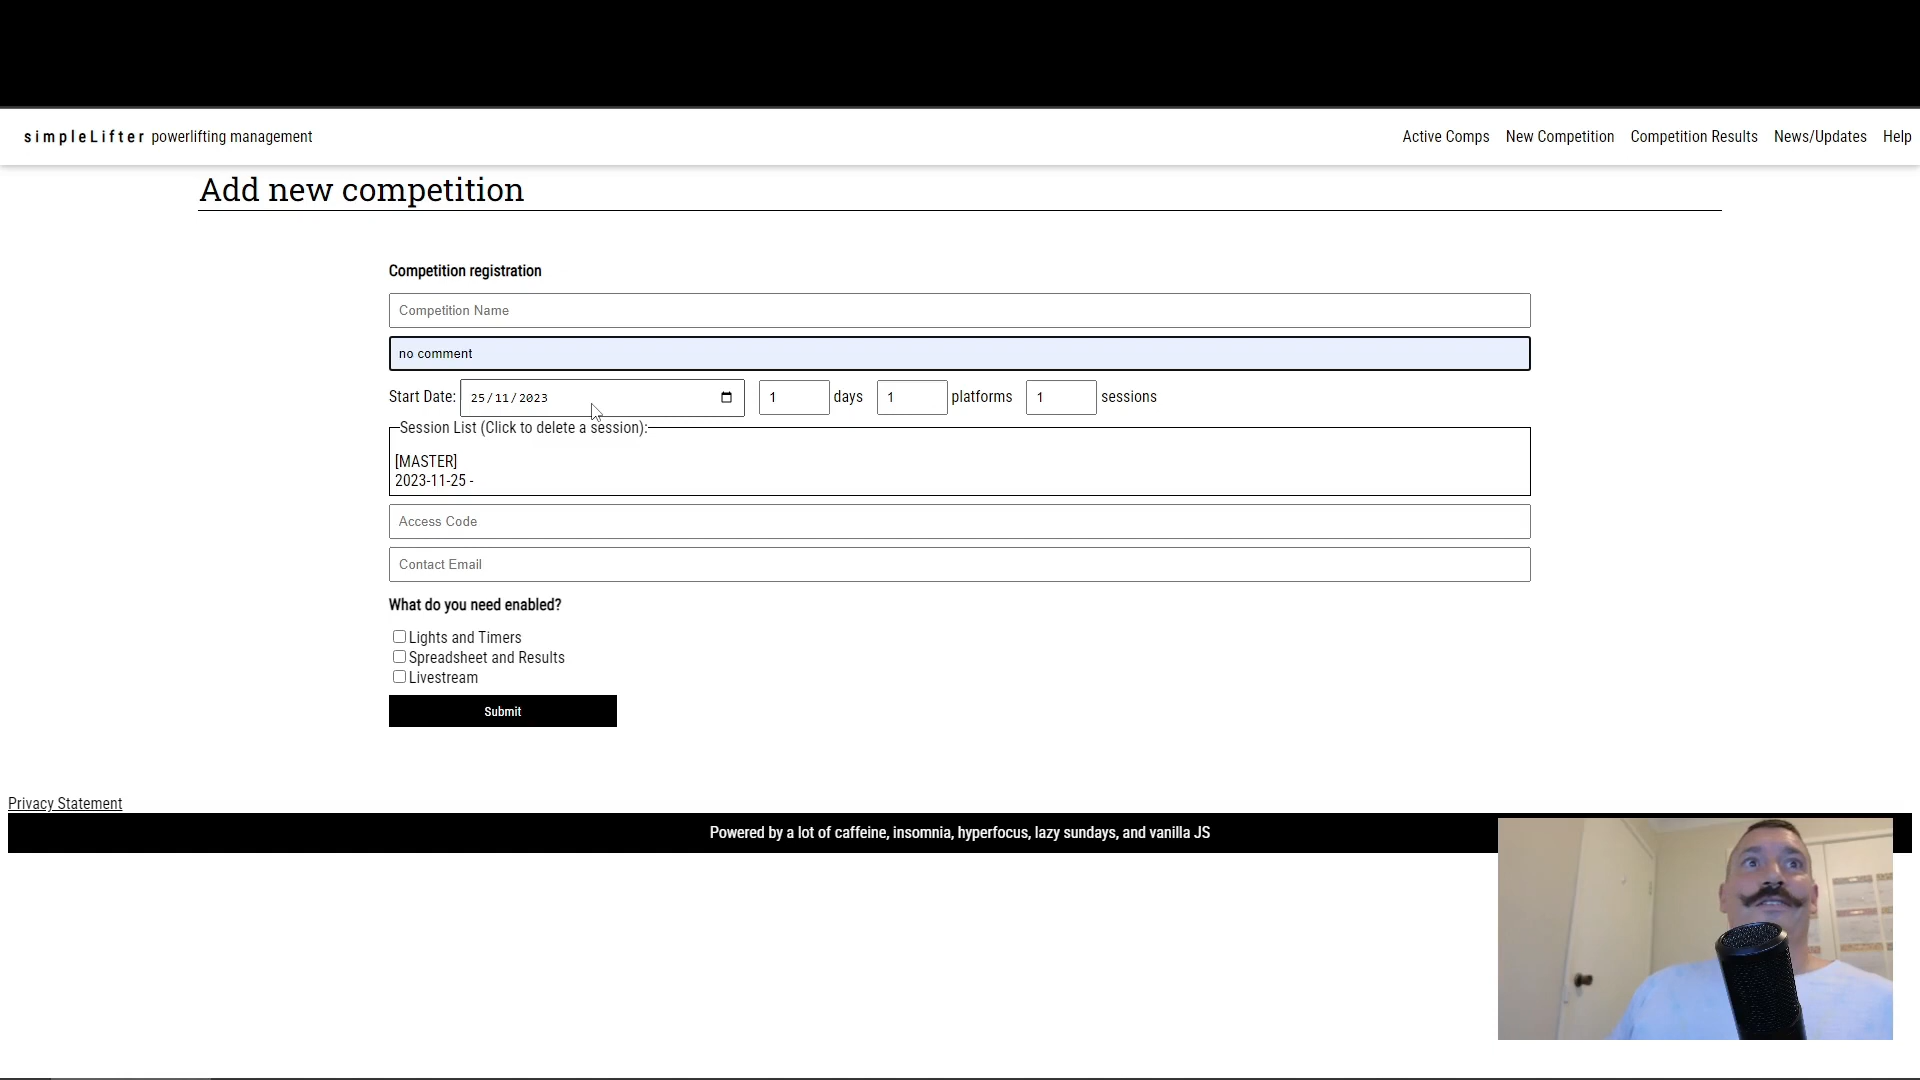 simpleLifter powerlifting management
Active Comps New Competition Competition Results News/Updates Help
Add new competition
Competition registration
Competition Name
no comment
Start Date: 25/11/2023 1 days 1 platforms 1 sessions
Session List (Click to delete a session):
[MASTER]
2023-11-25 -
Access Code
Contact Email
What do you need enabled?
Lights and Timers
Spreadsheet and Results
Livestream
Submit
Privacy Statement
Powered by a lot of caffeine, insomnia, hyperfocus, lazy sundays, and vanilla JS